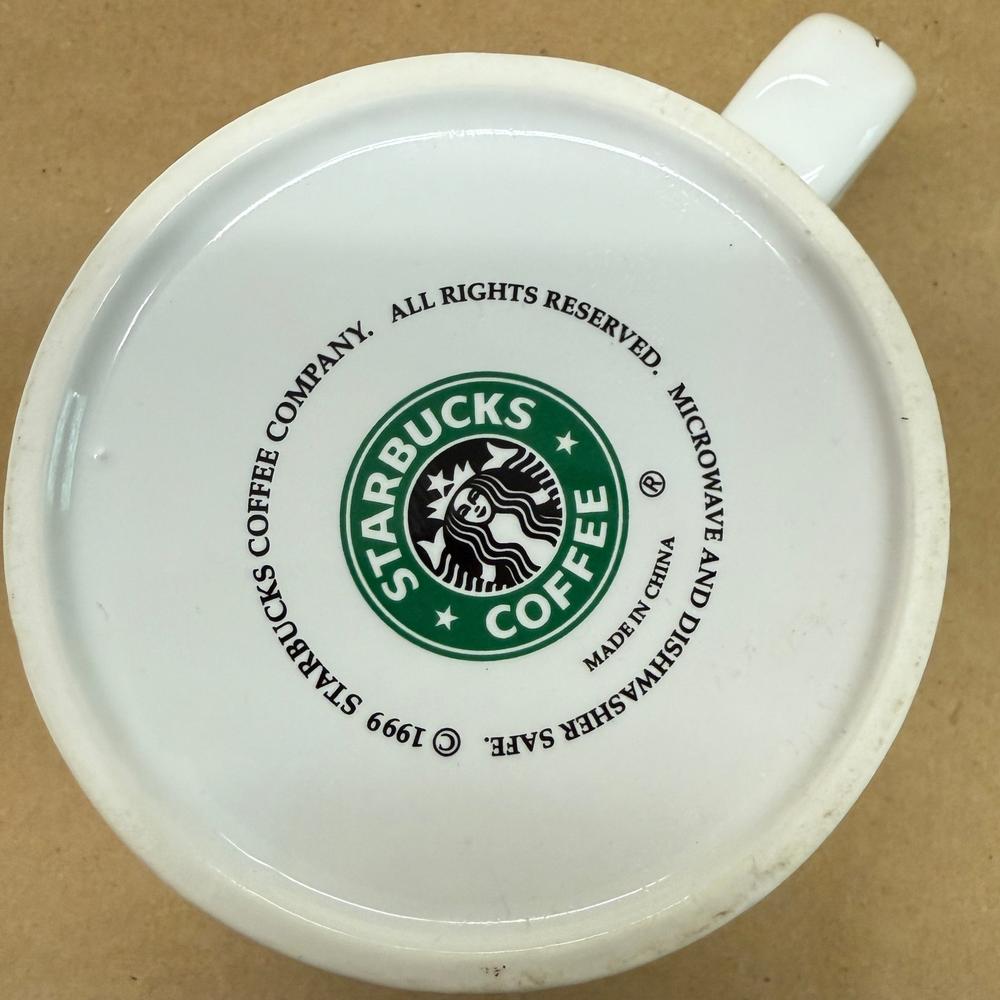 © 1999 STARBUCKS COFFEE COMPANY. ALL RIGHTS RESERVED. MICROWAVE AND DISHWASHER SAFE.
STARBUCKS
COFFEE
®
MADE IN CHINA